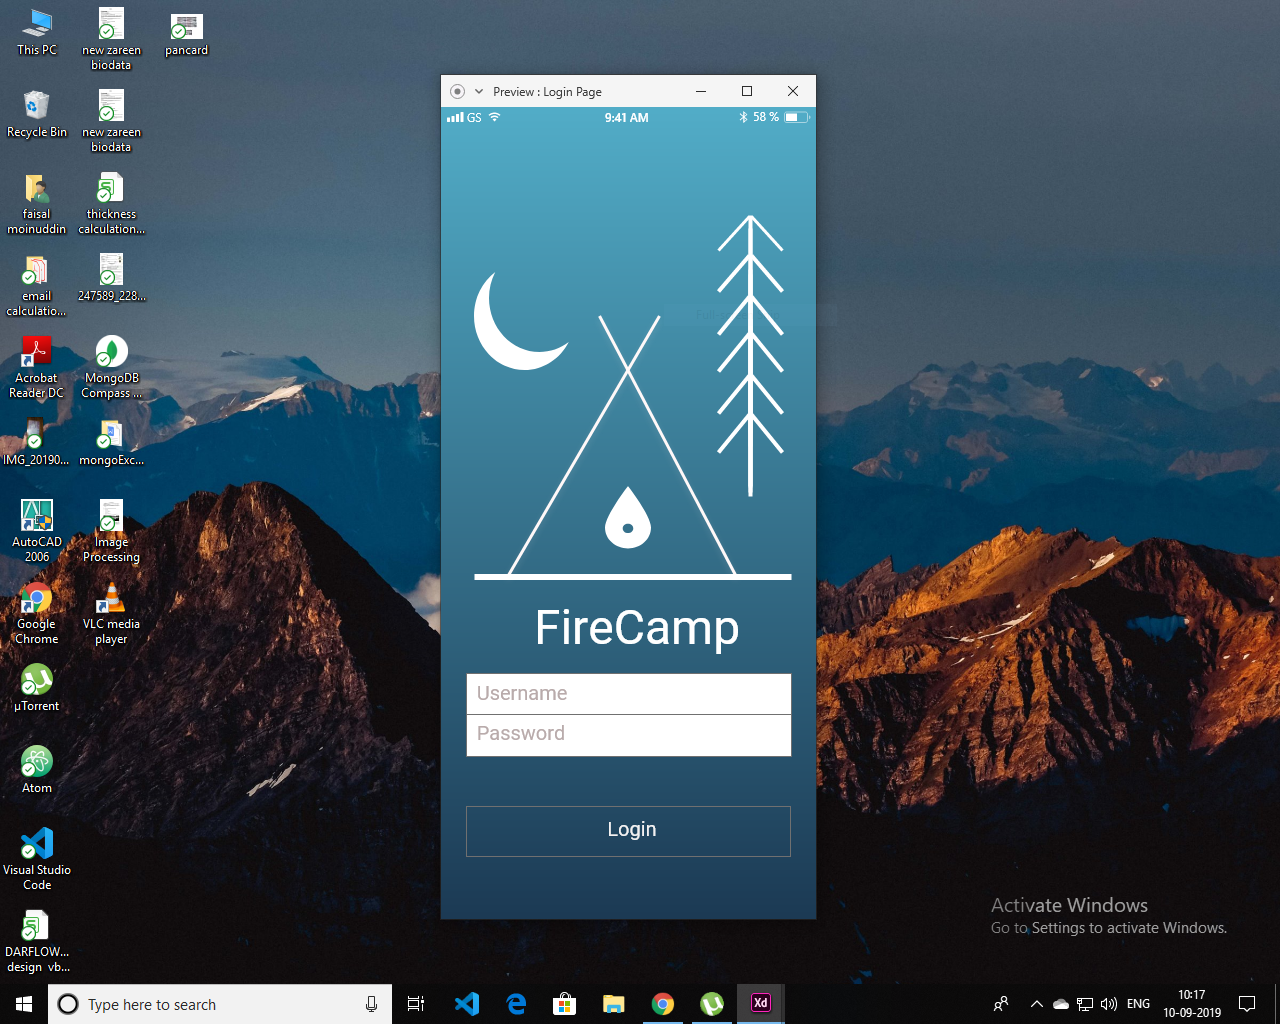 This PC
new zareen
biodata
pancard
Recycle Bin
new zareen
biodata
faisal
moinuddin
thickness
calculation...
email
calculatio...
247589_228...
Acrobat
Reader DC
MongoDB
Compass ...
IMG_20190...
mongoExc...
AutoCAD
2006
Image
Processing
Google
Chrome
VLC media
player
µTorrent
Atom
Visual Studio
Code
DARFLOW...
design vb...
Preview : Login Page
GS
9:41 AM
58 %
FireCamp
Username
Password
Login
Activate Windows
Go to Settings to activate Windows.
Type here to search
Xd
ENG
10:17
10-09-2019